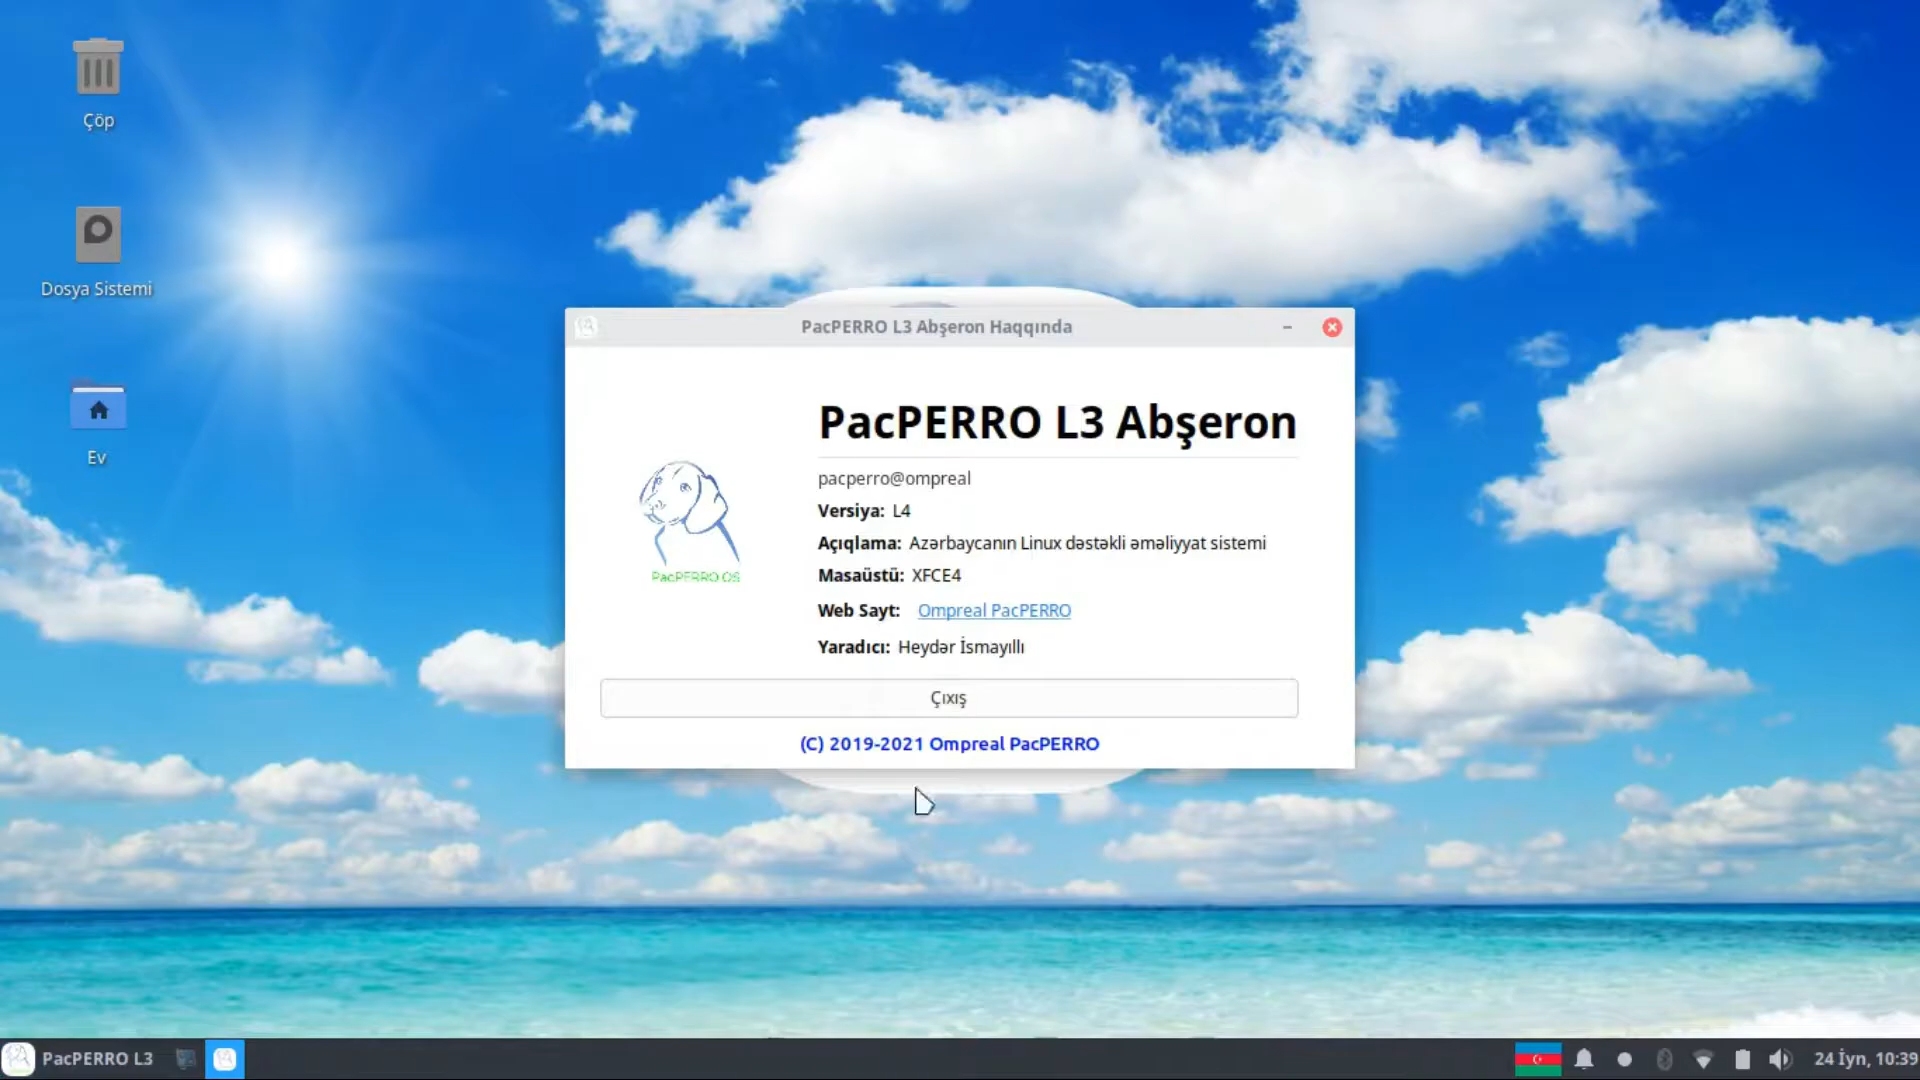 Çöp
Dosya Sistemi
Ev
PacPERRO L3 Abşeron Haqqında
PacPERRO L3 Abşeron
pacperro@ompreal
Versiya: L4
Açıqlama: Azərbaycanın Linux dəstəkli əməliyyat sistemi
Masaüstü: XFCE4
Web Sayt: Ompreal PacPERRO
Yaradıcı: Heydər İsmayıllı
PacPERRO OS
Çıxış
(C) 2019-2021 Ompreal PacPERRO
PacPERRO L3
24 İyn, 10:39